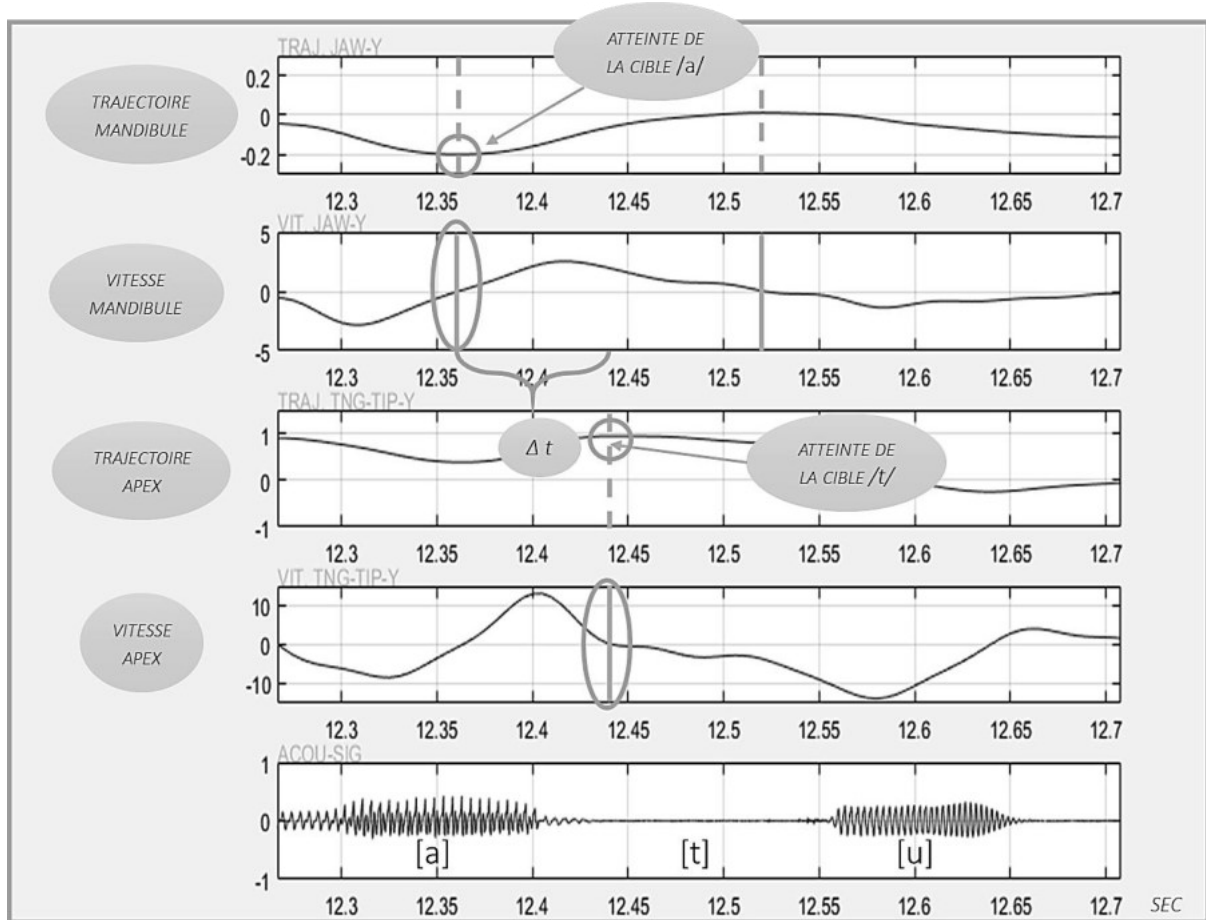 TRAJ. JAW-Y
ATTEINTE DE
LA CIBLE /a/
TRAJECTOIRE
MANDIBULE
0.2
0
-0.2
12.3 12.35 12.4 12.45 12.5 12.55 12.6 12.65 12.7
VIT. JAW-Y
VITESSE
MANDIBULE
5
0
-5
12.3 12.35 12.4 12.45 12.5 12.55 12.6 12.65 12.7
TRAJ. TNG-TIP-Y
TRAJECTOIRE
APEX
1
0
-1
Δ t
ATTEINTE DE
LA CIBLE /t/
12.3 12.35 12.4 12.45 12.5 12.55 12.6 12.65 12.7
VIT. TNG-TIP-Y
VITESSE
APEX
10
0
-10
12.3 12.35 12.4 12.45 12.5 12.55 12.6 12.65 12.7
ACOU-SIG
1
0
-1
[a] [t] [u]
12.3 12.35 12.4 12.45 12.5 12.55 12.6 12.65 12.7 SEC